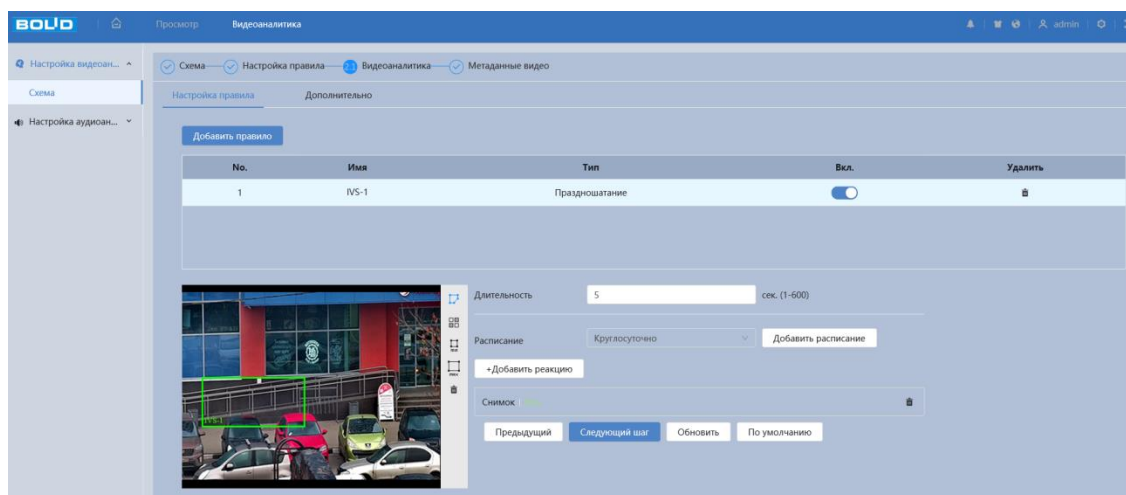 BOLID
Просмотр
Видеоаналитика
admin
Настройка видеоан...
Схема
Настройка аудиоан...
Схема
Настройка правила
Видеоаналитика
Метаданные видео
Настройка правила
Дополнительно
Добавить правило
No. Имя Тип Вкл. Удалить
1 IVS-1 Праздношатание
IVS-1
Длительность 5 сек. (1-600)
Расписание Круглосуточно Добавить расписание
+Добавить реакцию
Снимок
Предыдущий Следующий шаг Обновить По умолчанию